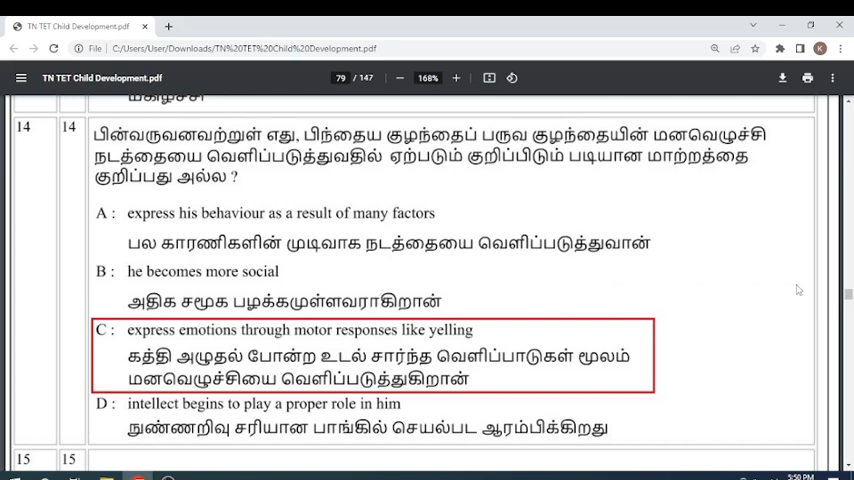 TN TET Child Development.pdf
File
C:/Users/User/Downloads/TN%20TET%20Child%20Development.pdf
K
TN TET Child Development.pdf
79 / 147
168%
மகிழ்ச்சி
14 14 பின்வருவனவற்றுள் எது, பிந்தைய குழந்தைப் பருவ குழந்தையின் மனவெழுச்சி
நடத்தையை வெளிப்படுத்துவதில் ஏற்படும் குறிப்பிடும் படியான மாற்றத்தை
குறிப்பது அல்ல ?
A : express his behaviour as a result of many factors
பல காரணிகளின் முடிவாக நடத்தையை வெளிப்படுத்துவான்
B : he becomes more social
அதிக சமூக பழக்கமுள்ளவராகிறான்
C : express emotions through motor responses like yelling
கத்தி அழுதல் போன்ற உடல் சார்ந்த வெளிப்பாடுகள் மூலம்
மனவெழுச்சியை வெளிப்படுத்துகிறான்
D : intellect begins to play a proper role in him
நுண்ணறிவு சரியான பாங்கில் செயல்பட ஆரம்பிக்கிறது
15 15
5:50 PM